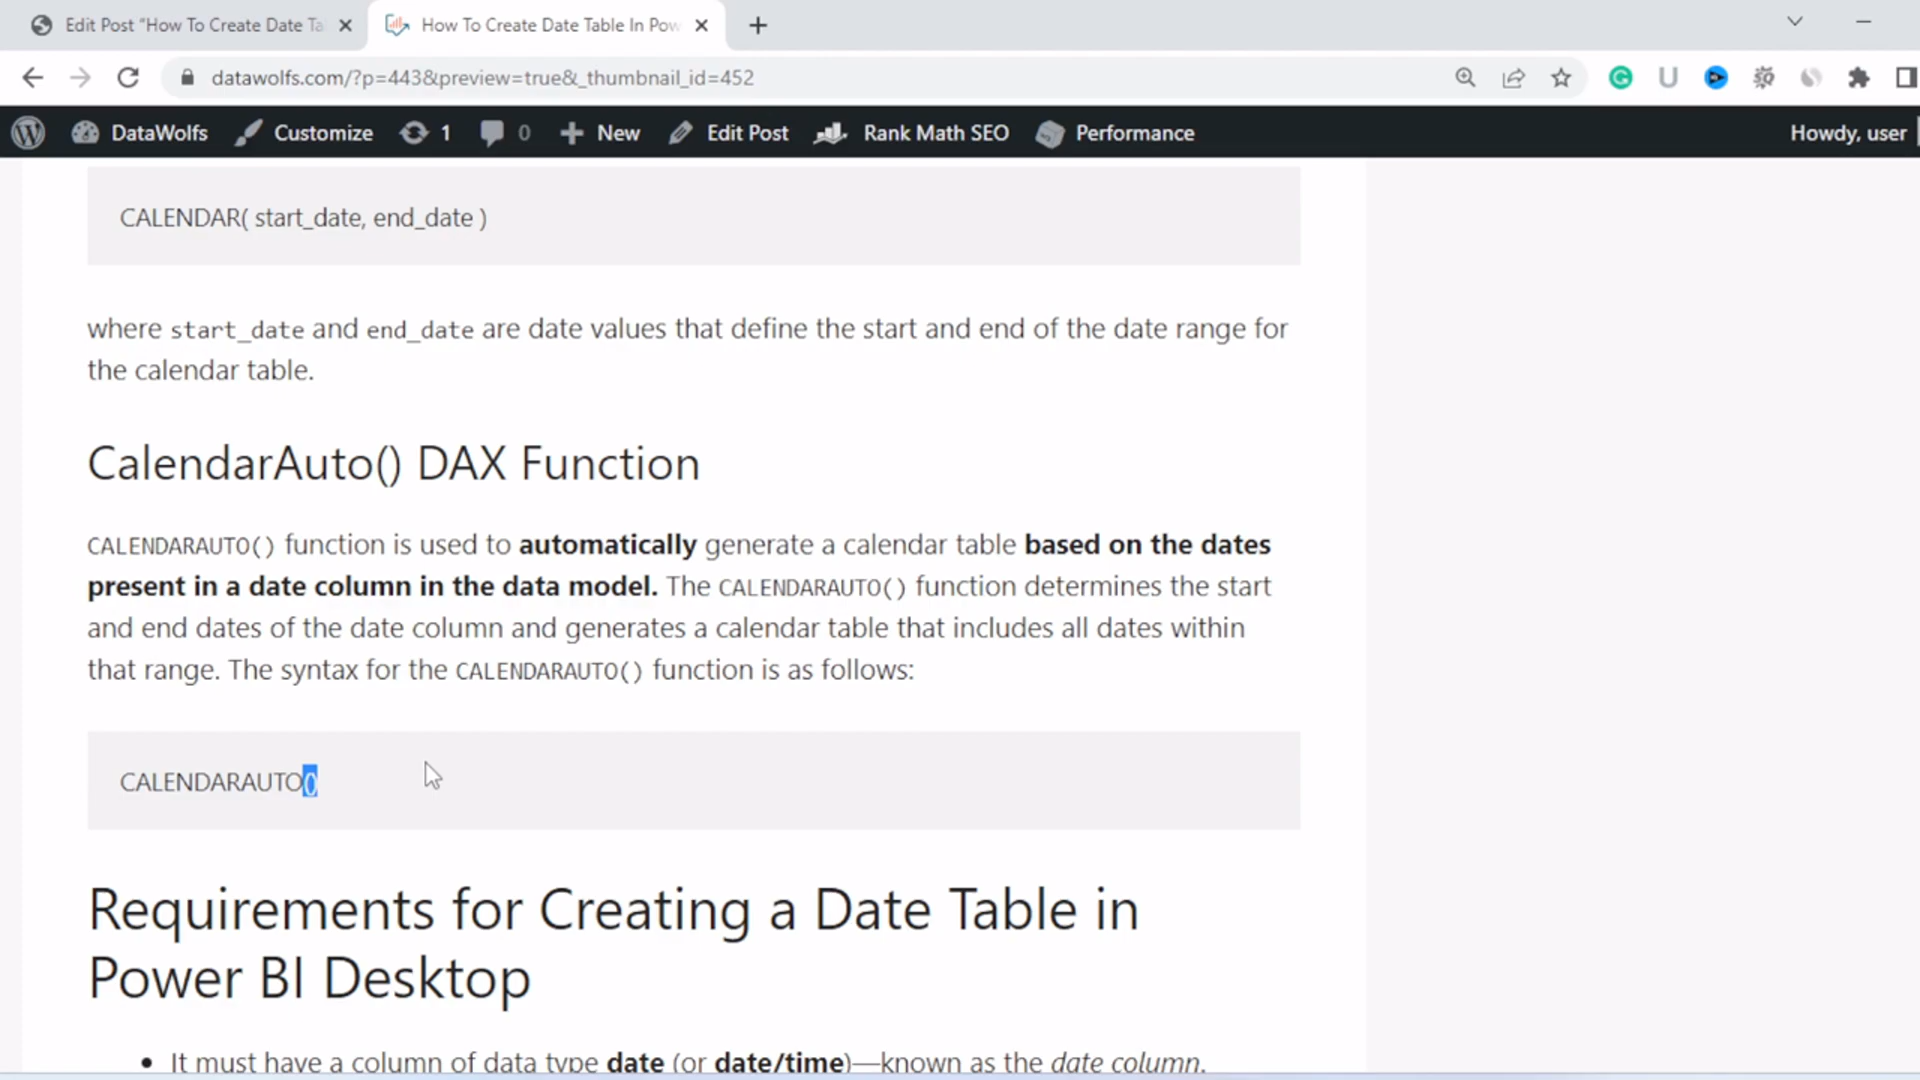 Edit Post "How To Create Date Ta
How To Create Date Table In Pow
datawolfs.com/?p=443&preview=true&_thumbnail_id=452
DataWolfs Customize 1 0 New Edit Post Rank Math SEO Performance Howdy, user
CALENDAR( start_date, end_date )
where start_date and end_date are date values that define the start and end of the date range for
the calendar table.
CalendarAuto() DAX Function
CALENDARAUTO() function is used to automatically generate a calendar table based on the dates
present in a date column in the data model. The CALENDARAUTO() function determines the start
and end dates of the date column and generates a calendar table that includes all dates within
that range. The syntax for the CALENDARAUTO() function is as follows:
CALENDARAUTO()
Requirements for Creating a Date Table in
Power BI Desktop
• It must have a column of data type date (or date/time)—known as the date column.